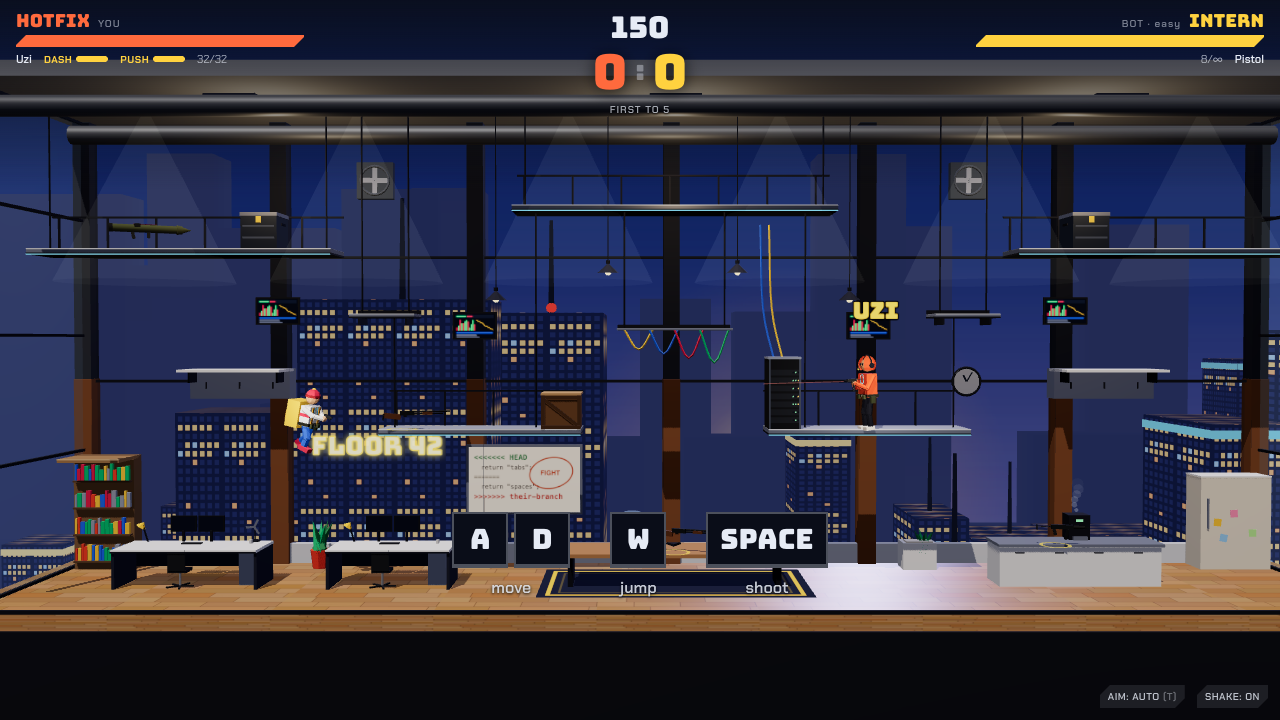 HOTFIX YOU
150
BOT · easy INTERN
Uzi DASH PUSH 32/32
0 : 0
8/∞ Pistol
FIRST TO 5
UZI
FLOOR 42
<<<<<<< HEAD
return "tabs"
FIGHT
=======
return "spaces"
>>>>>>> their-branch
A D W SPACE
move jump shoot
AIM: AUTO [T] SHAKE: ON